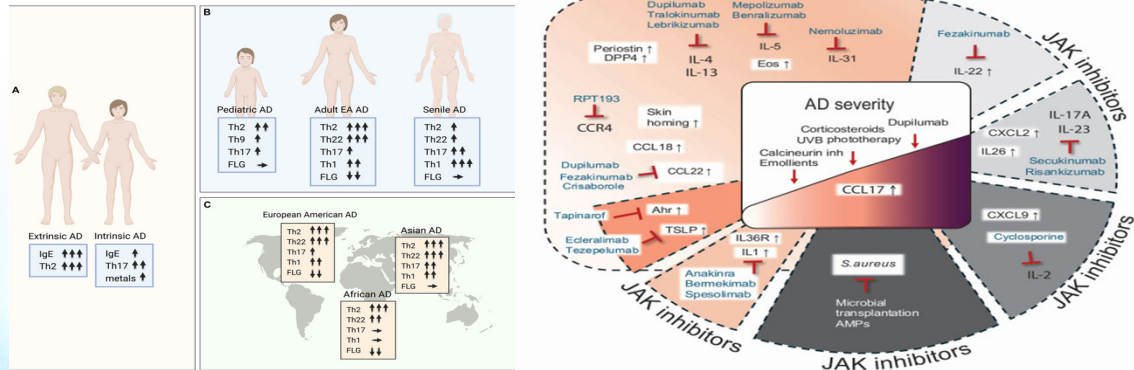 A
Extrinsic AD
IgE ↑↑↑
Th2 ↑↑↑
Intrinsic AD
IgE ↑
Th17 ↑↑
metals ↑
B
Pediatric AD
Th2 ↑↑
Th9 ↑
Th17 ↑
FLG →
Adult EA AD
Th2 ↑↑↑
Th22 ↑↑↑
Th17 ↑
Th1 ↑↑
FLG ↓↓
Senile AD
Th2 ↑
Th22 ↑
Th17 ↑↑
Th1 ↑↑↑
FLG →
C
European American AD
Th2 ↑↑↑
Th22 ↑↑↑
Th17 ↑
Th1 ↑↑
FLG ↓↓
Asian AD
Th2 ↑↑↑
Th22 ↑↑↑
Th17 ↑↑
Th1 ↑↑
FLG →
African AD
Th2 ↑↑↑
Th22 ↑↑
Th17 →
Th1 →
FLG ↓↓
Dupilumab
Tralokinumab
Lebrikizumab
IL-4
IL-13
Mepolizumab
Benralizumab
IL-5
Eos ↑
Nemoluzimab
IL-31
Periostin ↑
DPP4 ↑
RPT193
CCR4
Skin
homing ↑
CCL18 ↑
Dupilumab
Fezakinumab
Crisaborole
CCL22 ↑
Tapinarof
Ahr ↑
Ecleralimab
Tezepelumab
TSLP ↑
IL36R ↑
IL1 ↑
Anakinra
Bermekimab
Spesolimab
JAK inhibitors
S.aureus
Microbial
transplantation
AMPs
JAK inhibitors
CXCL9 ↑
Cyclosporine
IL-2
JAK inhibitors
IL-17A
IL-23
CXCL2 ↑
IL26 ↑
Secukinumab
Risankizumab
JAK inhibitors
Fezakinumab
IL-22 ↑
AD severity
Dupilumab
Corticosteroids
UVB phototherapy
Calcineurin inh
Emollients
CCL17 ↑